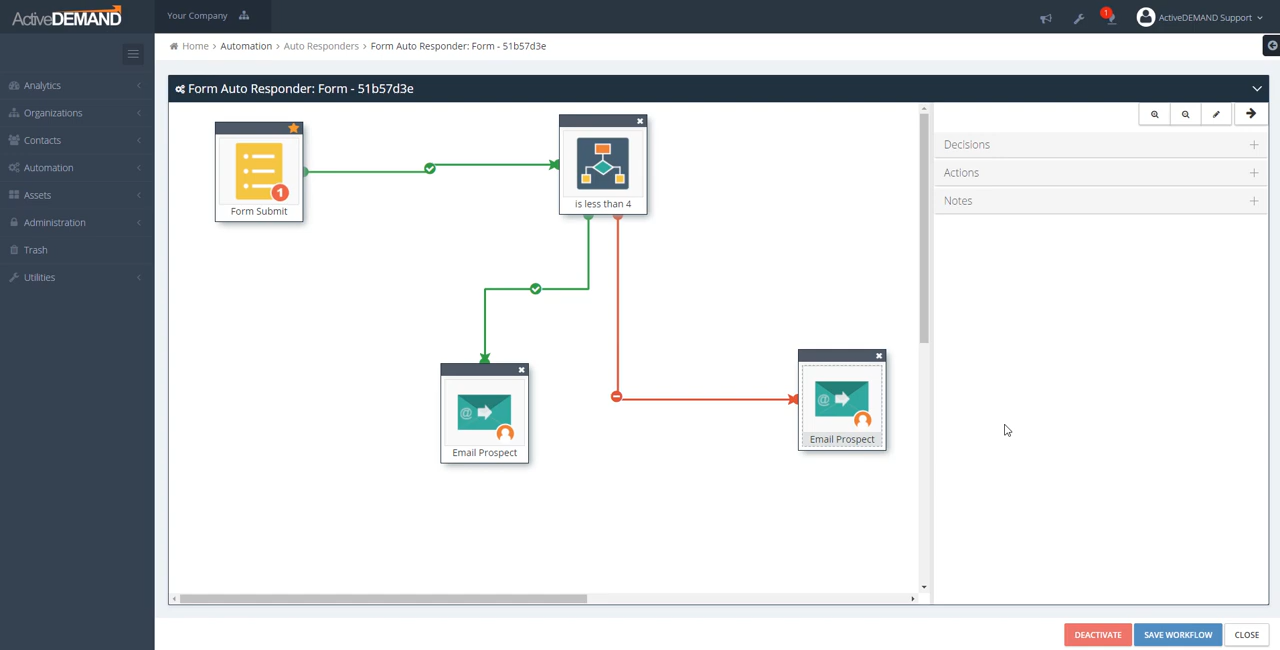 ActiveDEMAND
Your Company
1
ActiveDEMAND Support
Home > Automation > Auto Responders > Form Auto Responder: Form - 51b57d3e
Analytics
Organizations
Contacts
Automation
Assets
Administration
Trash
Utilities
Form Auto Responder: Form - 51b57d3e
1
Form Submit
is less than 4
@
Email Prospect
@
Email Prospect
Decisions
Actions
Notes
DEACTIVATE
SAVE WORKFLOW
CLOSE